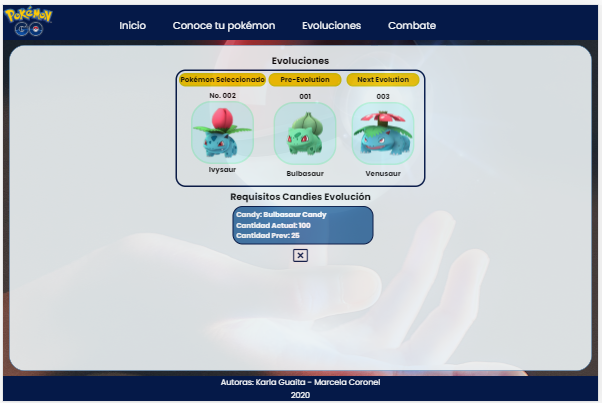 Pokémon
GO
Inicio Conoce tu pokémon Evoluciones Combate
Evoluciones
Pokémon Seleccionado Pre-Evolution Next Evolution
No. 002 001 003
Ivysaur Bulbasaur Venusaur
Requisitos Candies Evolución
Candy: Bulbasaur Candy
Cantidad Actual: 100
Cantidad Prev: 25
Autoras: Karla Guaita - Marcela Coronel
2020